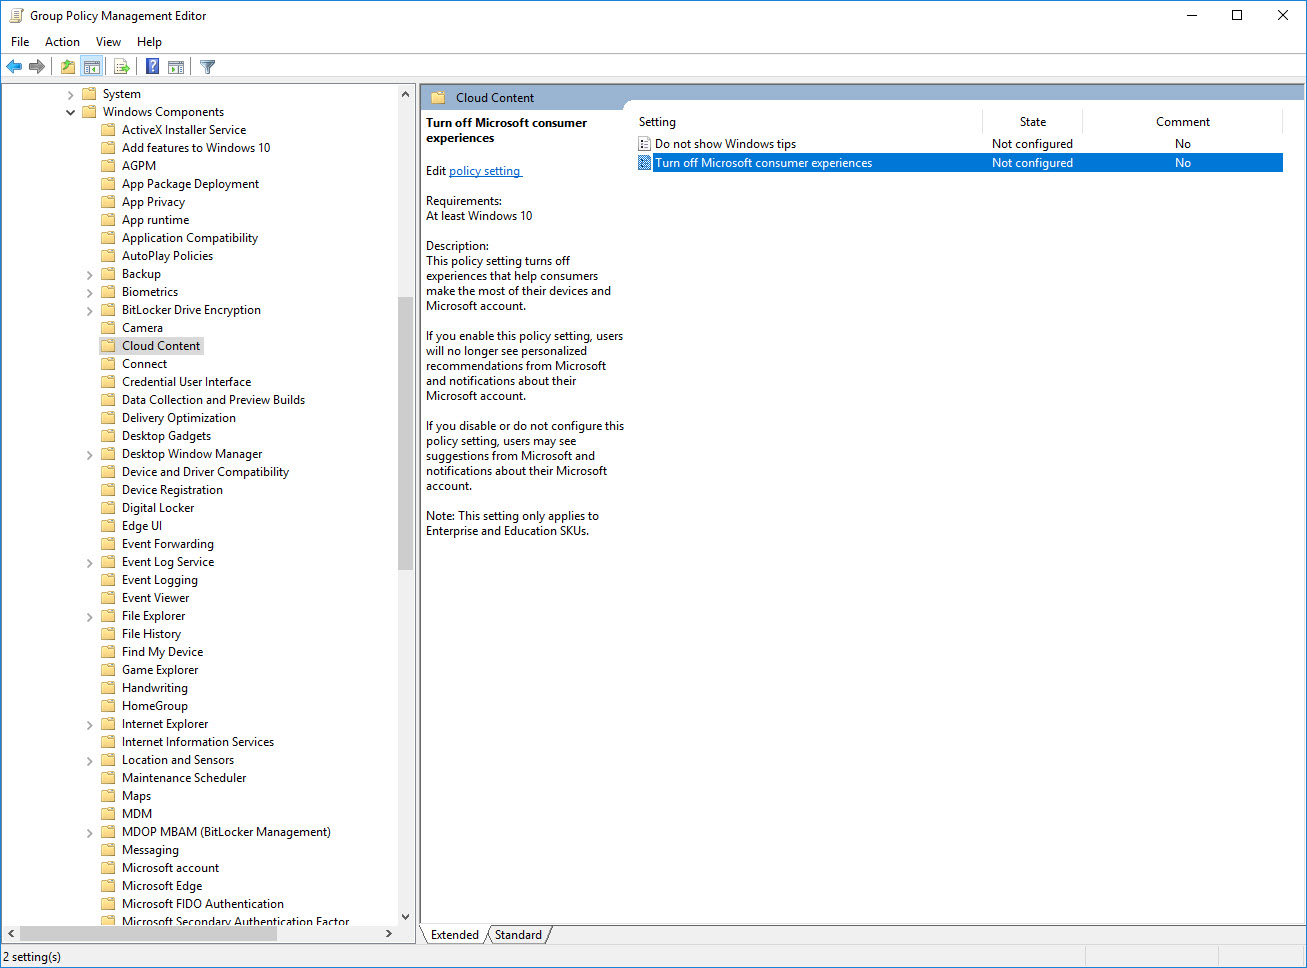 Group Policy Management Editor
File Action View Help
System
Windows Components
ActiveX Installer Service
Add features to Windows 10
AGPM
App Package Deployment
App Privacy
App runtime
Application Compatibility
AutoPlay Policies
Backup
Biometrics
BitLocker Drive Encryption
Camera
Cloud Content
Connect
Credential User Interface
Data Collection and Preview Builds
Delivery Optimization
Desktop Gadgets
Desktop Window Manager
Device and Driver Compatibility
Device Registration
Digital Locker
Edge UI
Event Forwarding
Event Log Service
Event Logging
Event Viewer
File Explorer
File History
Find My Device
Game Explorer
Handwriting
HomeGroup
Internet Explorer
Internet Information Services
Location and Sensors
Maintenance Scheduler
Maps
MDM
MDOP MBAM (BitLocker Management)
Messaging
Microsoft account
Microsoft Edge
Microsoft FIDO Authentication
Microsoft Secondary Authentication Factor
Cloud Content
Turn off Microsoft consumer
experiences
Edit policy setting
Requirements:
At least Windows 10
Description:
This policy setting turns off
experiences that help consumers
make the most of their devices and
Microsoft account.
If you enable this policy setting, users
will no longer see personalized
recommendations from Microsoft
and notifications about their
Microsoft account.
If you disable or do not configure this
policy setting, users may see
suggestions from Microsoft and
notifications about their Microsoft
account.
Note: This setting only applies to
Enterprise and Education SKUs.
Setting State Comment
Do not show Windows tips Not configured No
Turn off Microsoft consumer experiences Not configured No
Extended Standard
2 setting(s)